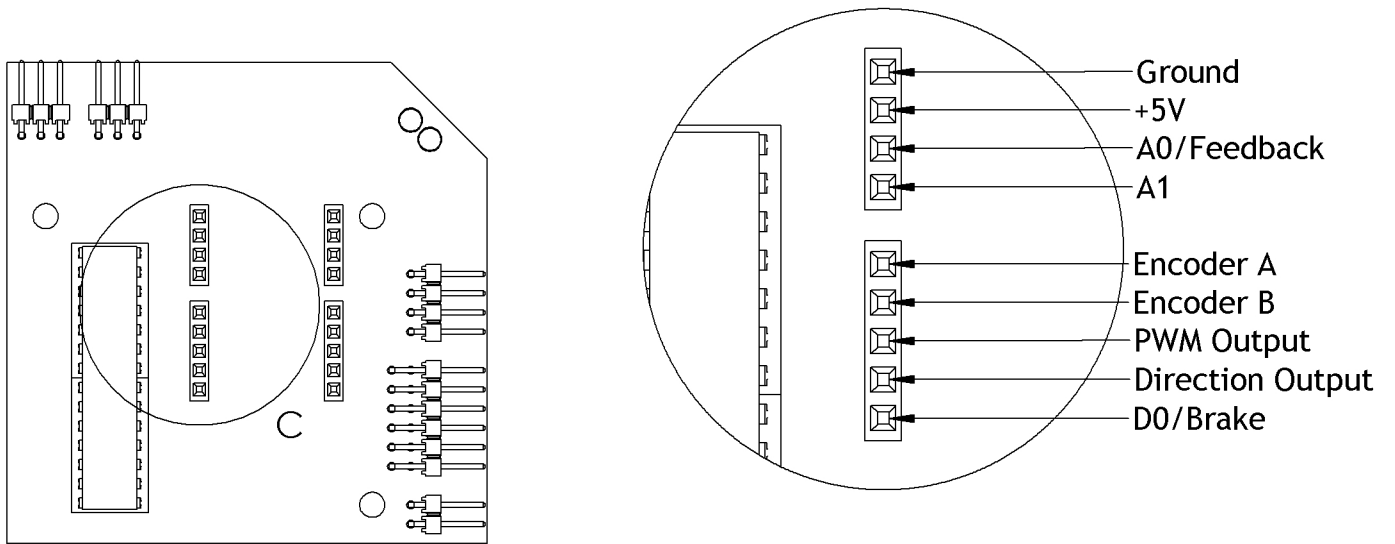 Ground
+5V
A0/Feedback
A1
Encoder A
Encoder B
PWM Output
Direction Output
D0/Brake